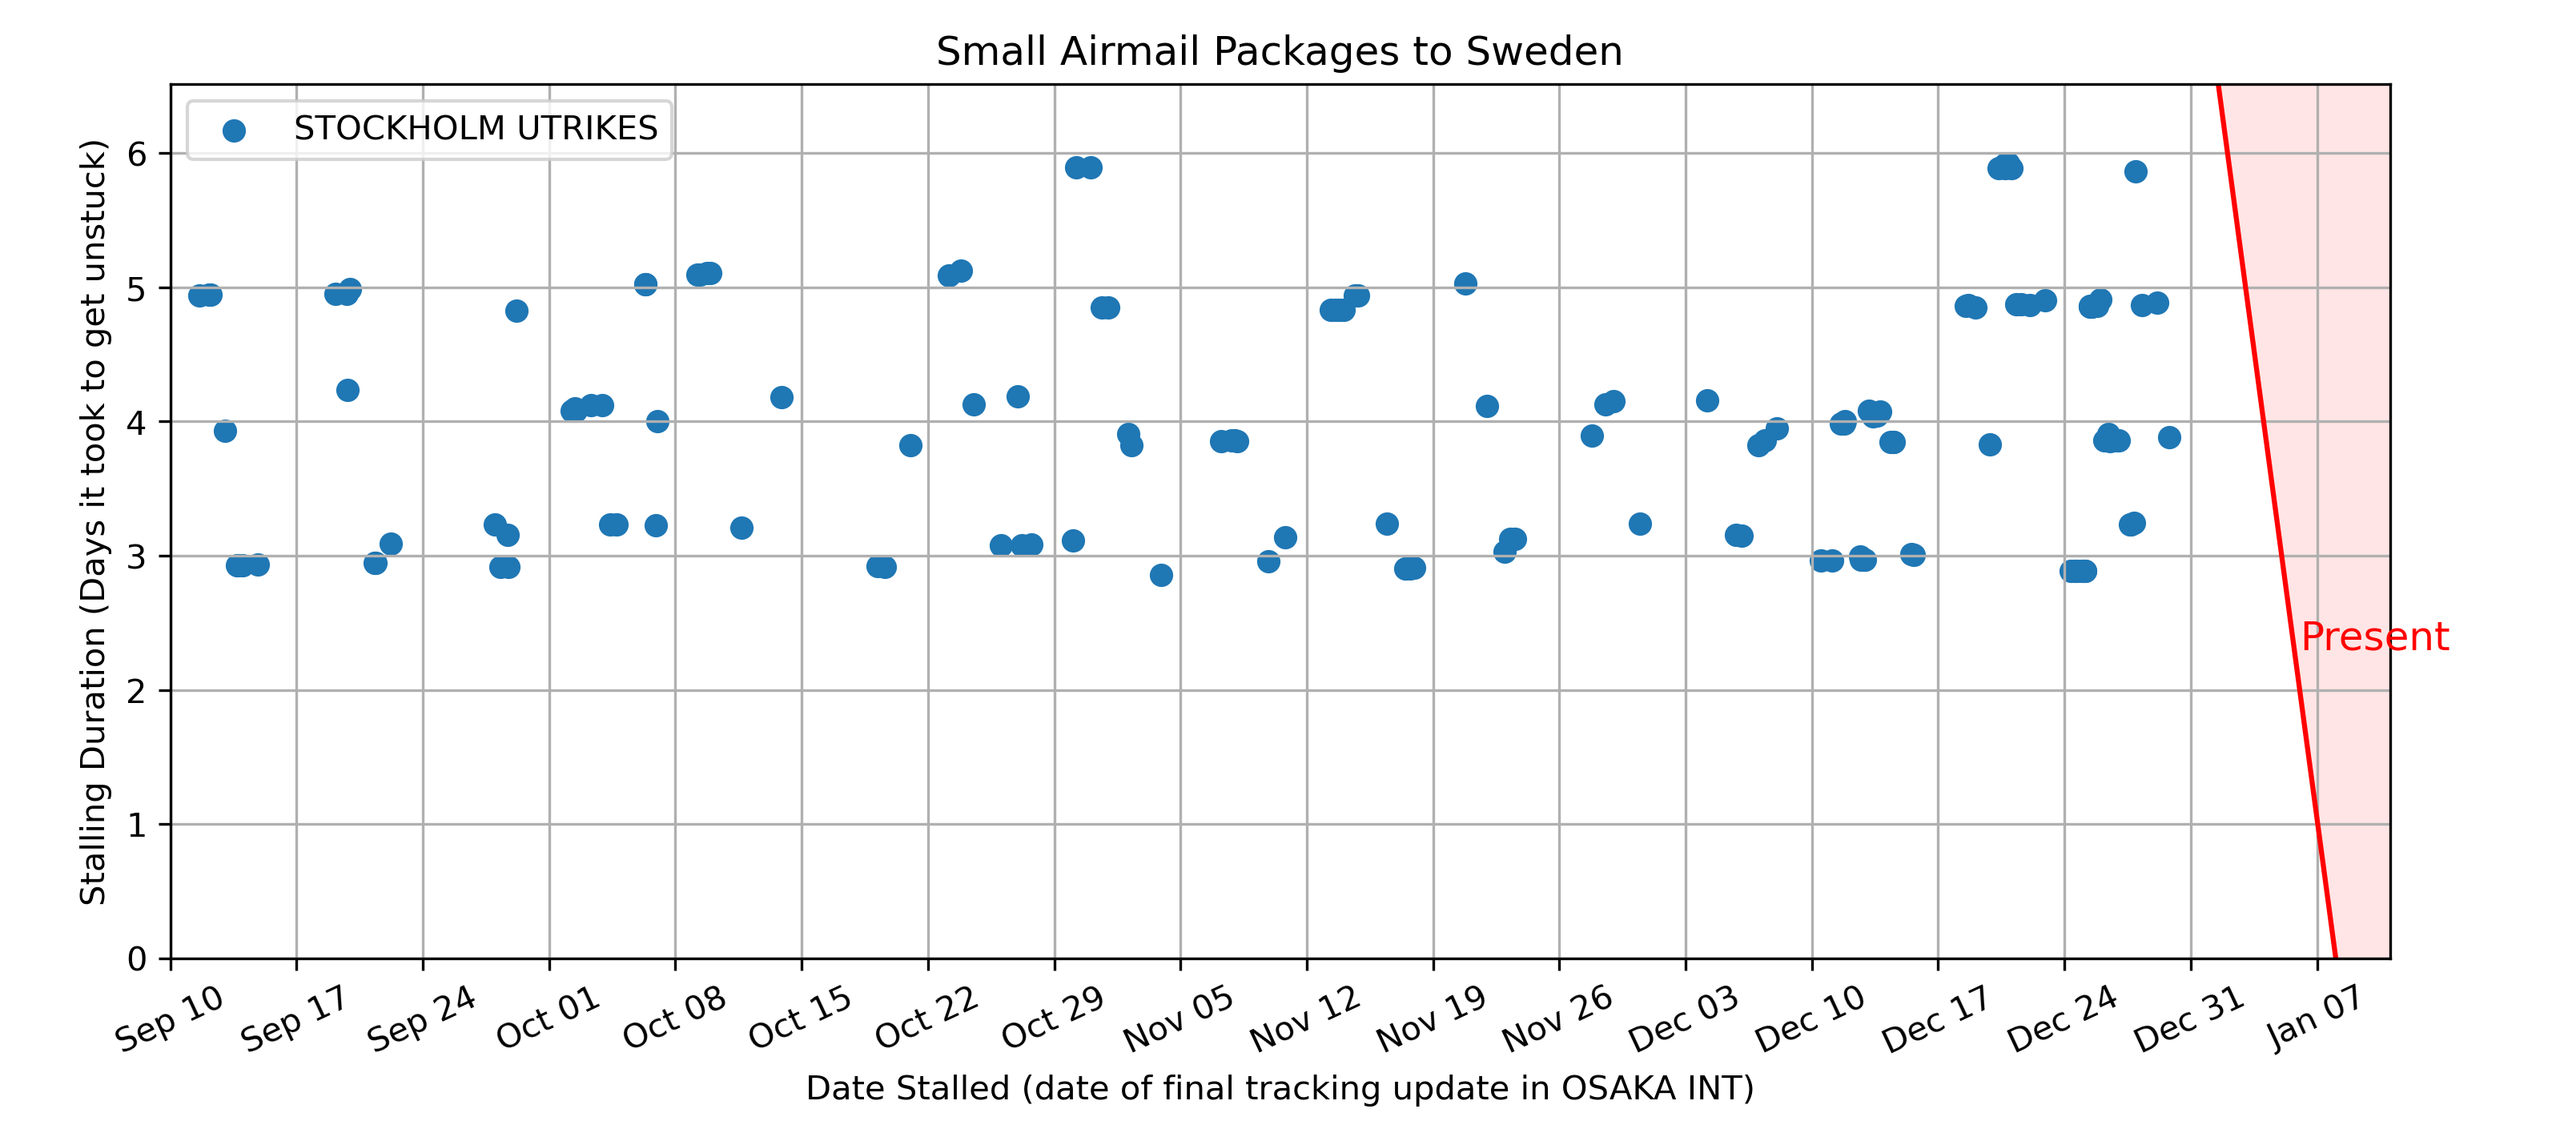 Small Airmail Packages to Sweden
STOCKHOLM UTRIKES
Stalling Duration (Days it took to get unstuck)
6
5
4
3
2
1
0
Present
Sep 10
Sep 17
Sep 24
Oct 01
Oct 08
Oct 15
Oct 22
Oct 29
Nov 05
Nov 12
Nov 19
Nov 26
Dec 03
Dec 10
Dec 17
Dec 24
Dec 31
Jan 07
Date Stalled (date of final tracking update in OSAKA INT)